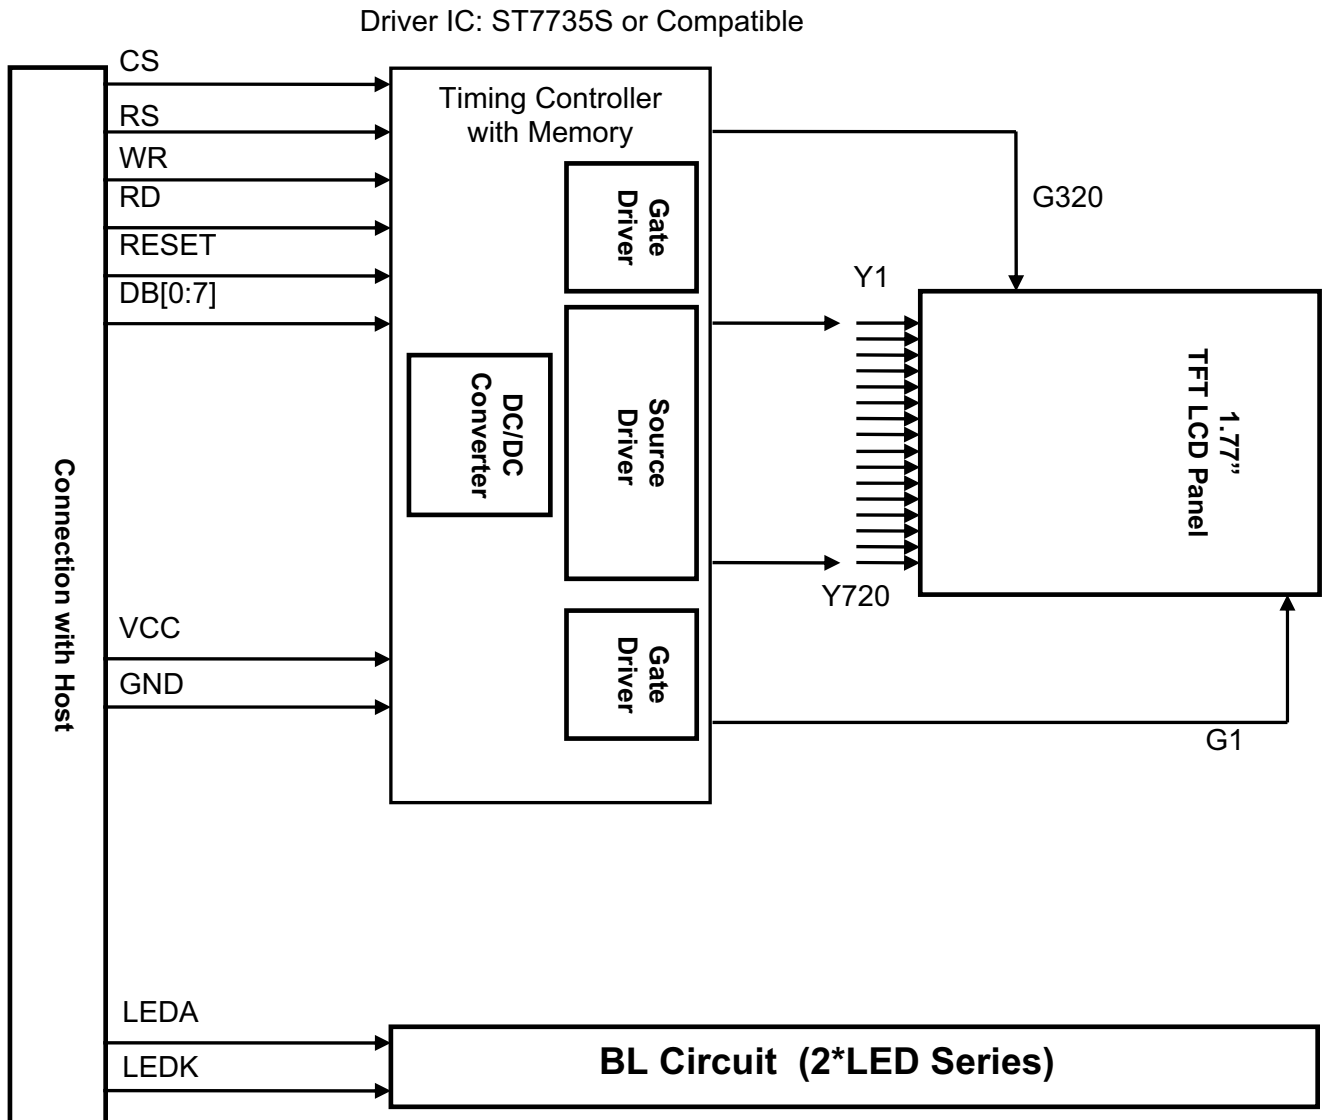 Driver IC: ST7735S or Compatible
CS
RS
WR
RD
RESET
DB[0:7]
Connection with Host
VCC
GND
LEDA
LEDK
Timing Controller
with Memory
Gate
Driver
DC/DC
Converter
Source
Driver
Gate
Driver
G320
Y1
Y720
1.77”
TFT LCD Panel
G1
BL Circuit (2*LED Series)